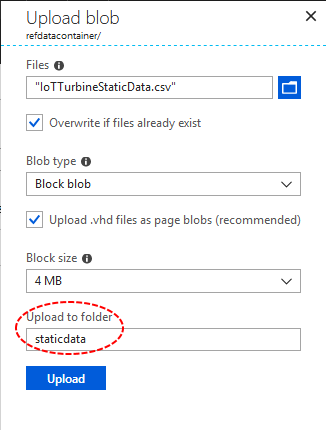 Upload blob
refdatacontainer/
Files
"IoTTurbineStaticData.csv"
Overwrite if files already exist
Blob type
Block blob
Upload .vhd files as page blobs (recommended)
Block size
4 MB
Upload to folder
staticdata
Upload